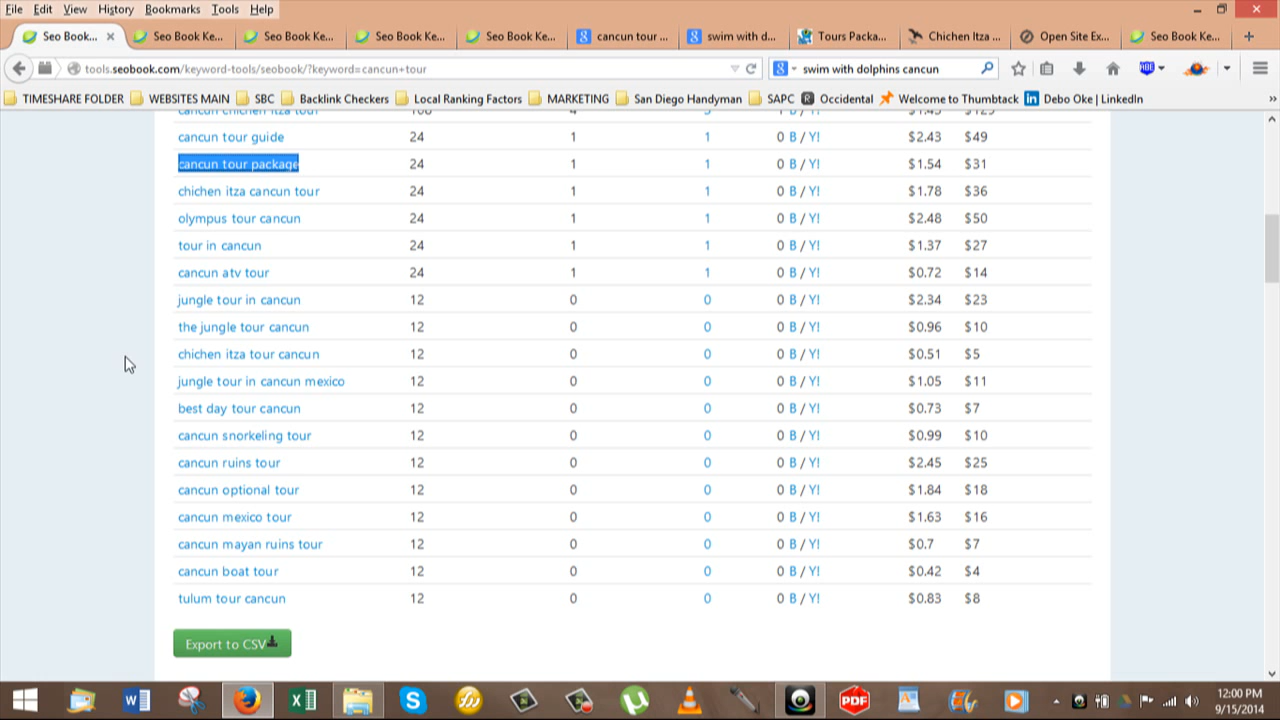 File Edit View History Bookmarks Tools Help
Seo Book... Seo Book Ke... Seo Book Ke... Seo Book Ke... Seo Book Ke... cancun tour ... swim with d... Tours Packa... Chichen Itza ... Open Site Ex... Seo Book Ke...
tools.seobook.com/keyword-tools/seobook/?keyword=cancun+tour swim with dolphins cancun
TIMESHARE FOLDER WEBSITES MAIN SBC Backlink Checkers Local Ranking Factors MARKETING San Diego Handyman SAPC Occidental Welcome to Thumbtack Debo Oke | LinkedIn »
cancun chichen itza tour
cancun tour guide 24 1 1 0 B / Y! $2.43 $49
cancun tour package 24 1 1 0 B / Y! $1.54 $31
chichen itza cancun tour 24 1 1 0 B / Y! $1.78 $36
olympus tour cancun 24 1 1 0 B / Y! $2.48 $50
tour in cancun 24 1 1 0 B / Y! $1.37 $27
cancun atv tour 24 1 1 0 B / Y! $0.72 $14
jungle tour in cancun 12 0 0 0 B / Y! $2.34 $23
the jungle tour cancun 12 0 0 0 B / Y! $0.96 $10
chichen itza tour cancun 12 0 0 0 B / Y! $0.51 $5
jungle tour in cancun mexico 12 0 0 0 B / Y! $1.05 $11
best day tour cancun 12 0 0 0 B / Y! $0.73 $7
cancun snorkeling tour 12 0 0 0 B / Y! $0.99 $10
cancun ruins tour 12 0 0 0 B / Y! $2.45 $25
cancun optional tour 12 0 0 0 B / Y! $1.84 $18
cancun mexico tour 12 0 0 0 B / Y! $1.63 $16
cancun mayan ruins tour 12 0 0 0 B / Y! $0.7 $7
cancun boat tour 12 0 0 0 B / Y! $0.42 $4
tulum tour cancun 12 0 0 0 B / Y! $0.83 $8
Export to CSV
PDF
12:00 PM
9/15/2014